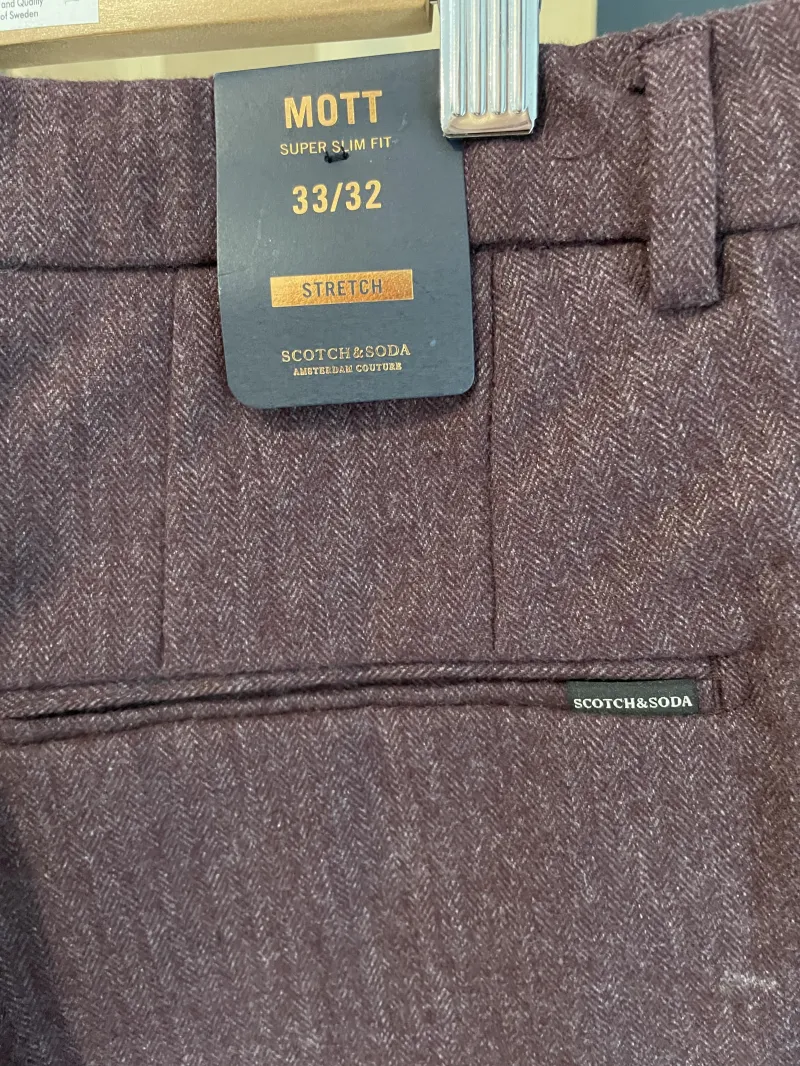 and Quality
of Sweden
MOTT
SUPER SLIM FIT
33/32
STRETCH
SCOTCH&SODA
AMSTERDAM COUTURE
SCOTCH&SODA